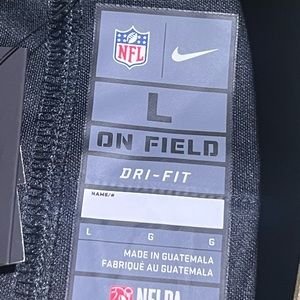 NFL
L
ON FIELD
DRI-FIT
NAME/#
L G G
MADE IN GUATEMALA
FABRIQUÉ AU GUATEMALA
NFLPA